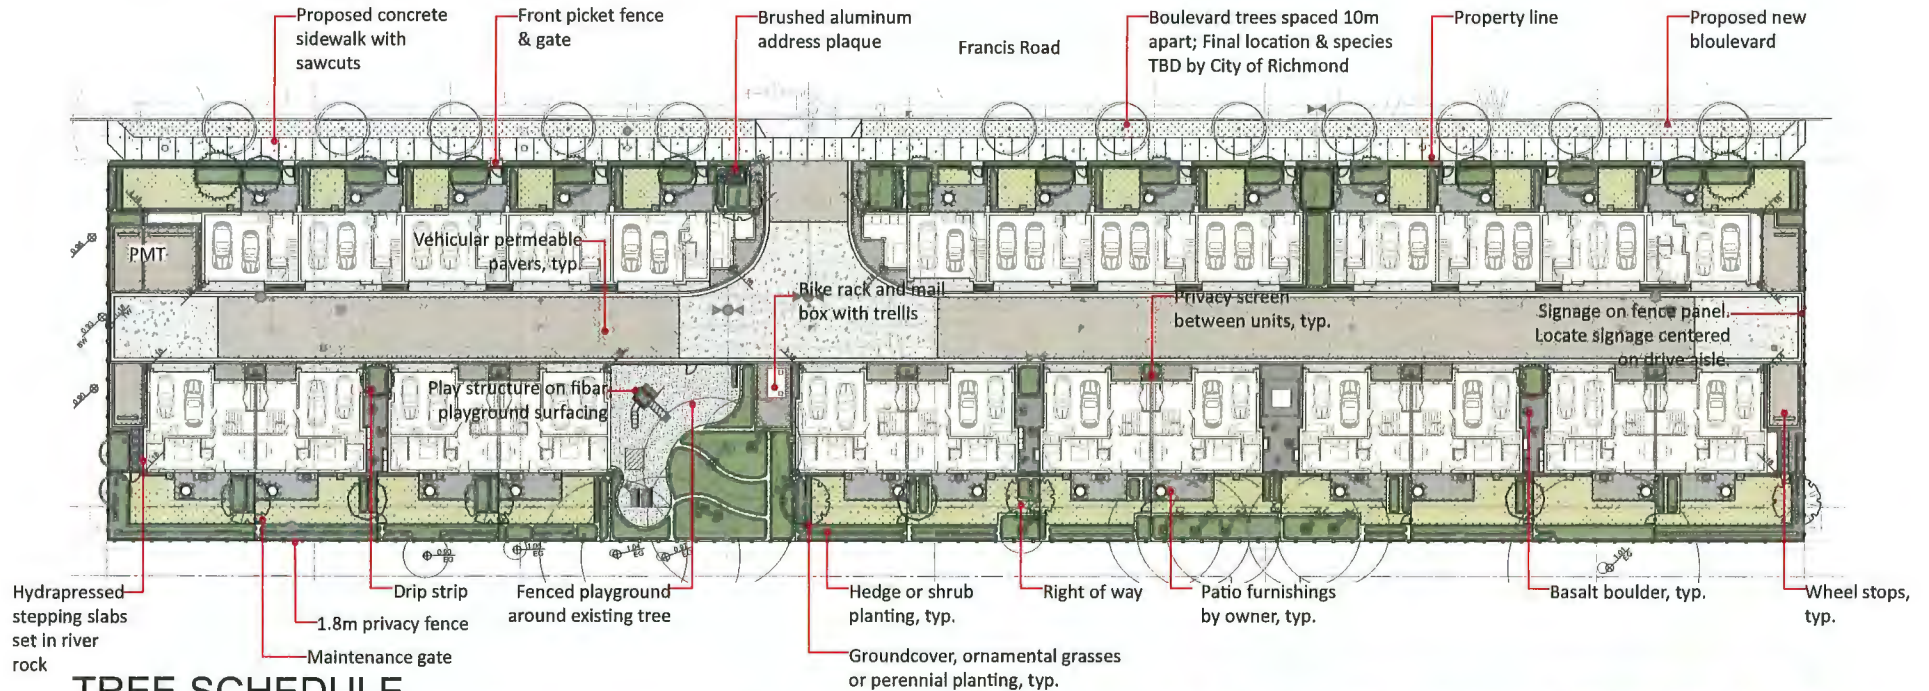 Proposed concrete
sidewalk with
sawcuts
Front picket fence
& gate
Brushed aluminum
address plaque
Francis Road
Boulevard trees spaced 10m
apart; Final location & species
TBD by City of Richmond
Property line
Proposed new
bloulevard
PMT
Vehicular permeable
pavers, typ.
Bike rack and mail
box with trellis
Privacy screen
between units, typ.
Signage on fence panel.
Locate signage centered
on drive aisle.
Play structure on fibar
playground surfacing
Hydrapressed
stepping slabs
set in river
rock
Drip strip
1.8m privacy fence
Maintenance gate
Fenced playground
around existing tree
Hedge or shrub
planting, typ.
Groundcover, ornamental grasses
or perennial planting, typ.
Right of way
Patio furnishings
by owner, typ.
Basalt boulder, typ.
Wheel stops,
typ.
TREE SCHEDULE